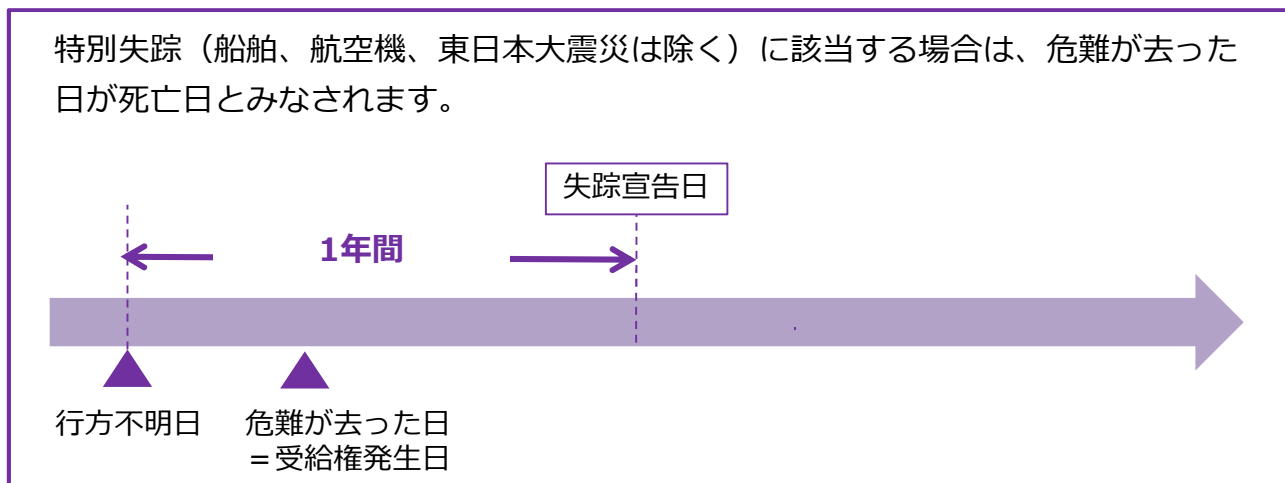 特別失踪（船舶、航空機、東日本大震災は除く）に該当する場合は、危難が去った
日が死亡日とみなされます。
失踪宣告日
1年間
行方不明日
危難が去った日
＝受給権発生日